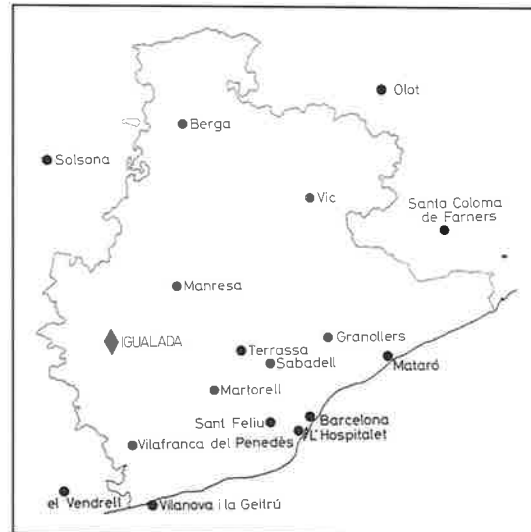 Olot
Berga
Solsona
Vic
Santa Coloma
de Farners
Manresa
IGUALADA
Granollers
Terrassa
Sabadell
Mataró
Martorell
Barcelona
Sant Feliu
L'Hospitalet
Vilafranca del Penedès
el Vendrell
Vilanova i la Geltrú